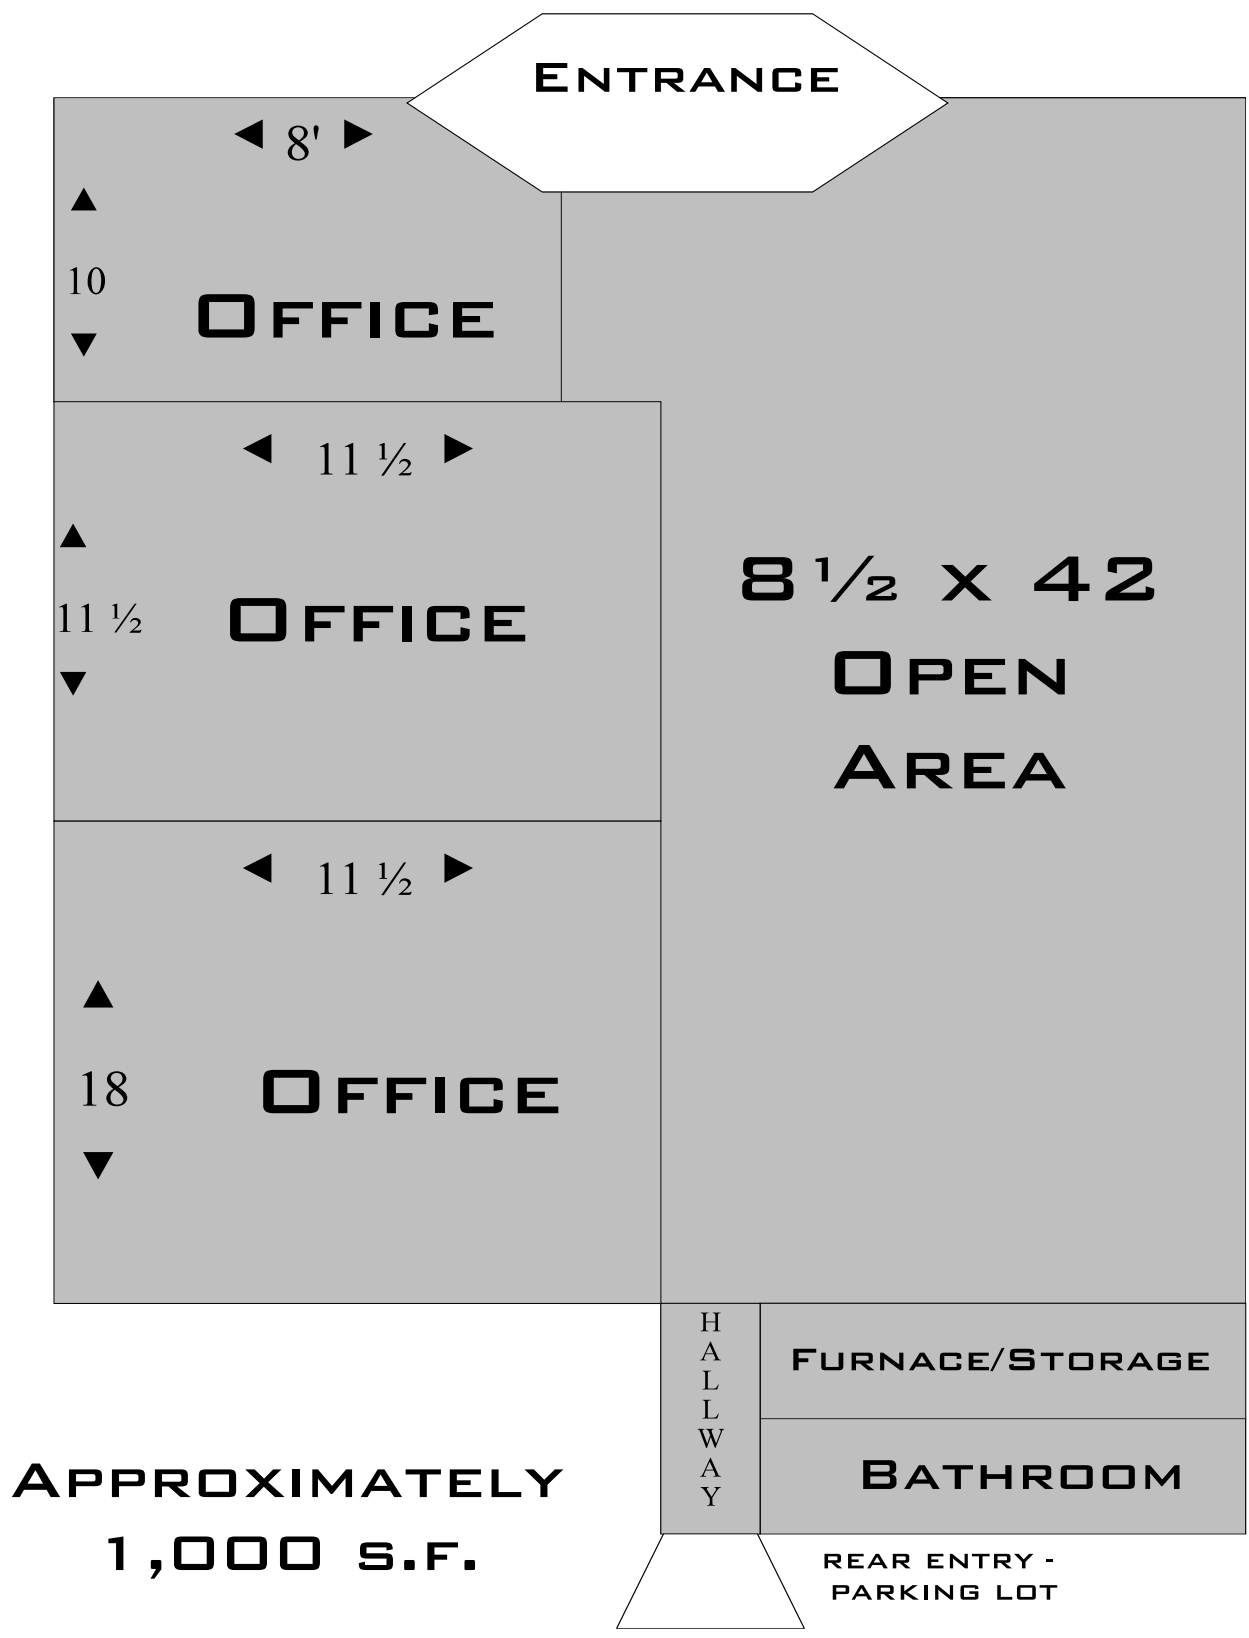 ENTRANCE
8'
10
OFFICE
11 ½
11 ½
OFFICE
8½ x 42
OPEN
AREA
11 ½
18
OFFICE
HALLWAY
FURNACE/STORAGE
BATHROOM
APPROXIMATELY
1,000 S.F.
REAR ENTRY -
PARKING LOT